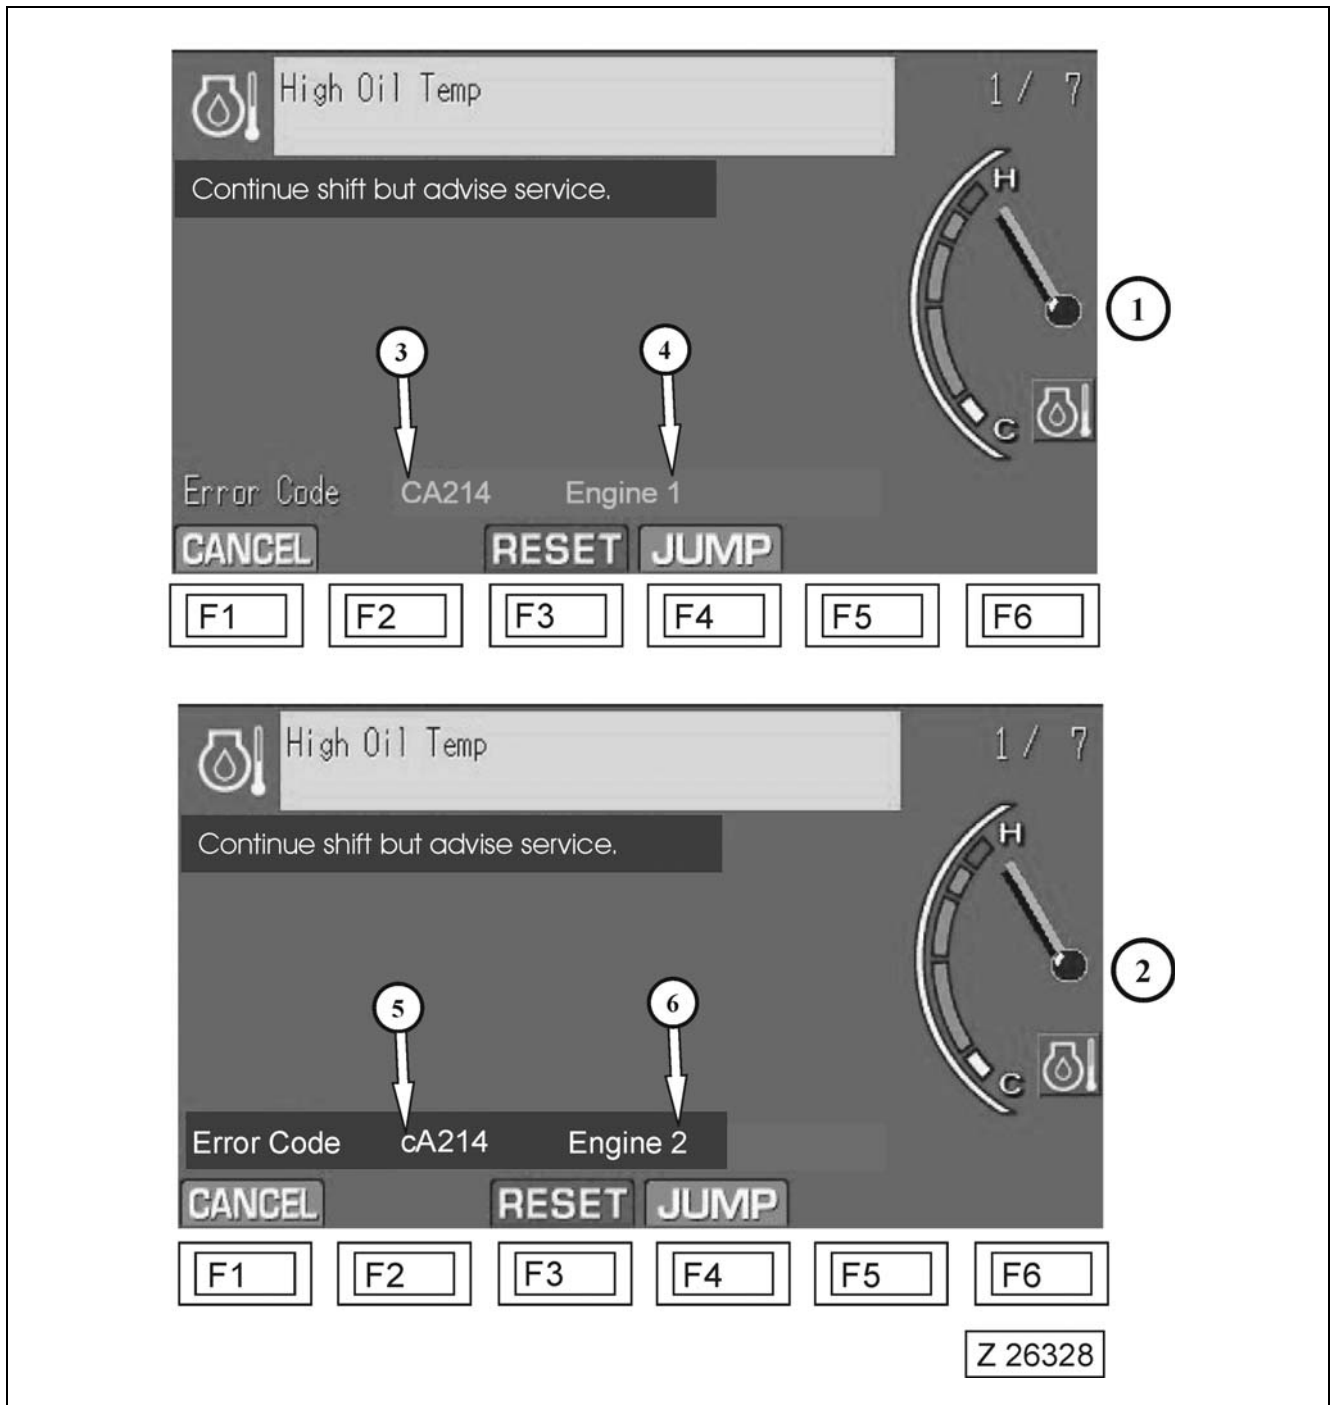 High Oil Temp
1 / 7
Continue shift but advise service.
H
1
3
4
C
Error Code CA214 Engine 1
CANCEL RESET JUMP
F1 F2 F3 F4 F5 F6
High Oil Temp
1 / 7
H
Continue shift but advise service.
2
5
6
C
Error Code cA214 Engine 2
CANCEL RESET JUMP
F1 F2 F3 F4 F5 F6
Z 26328